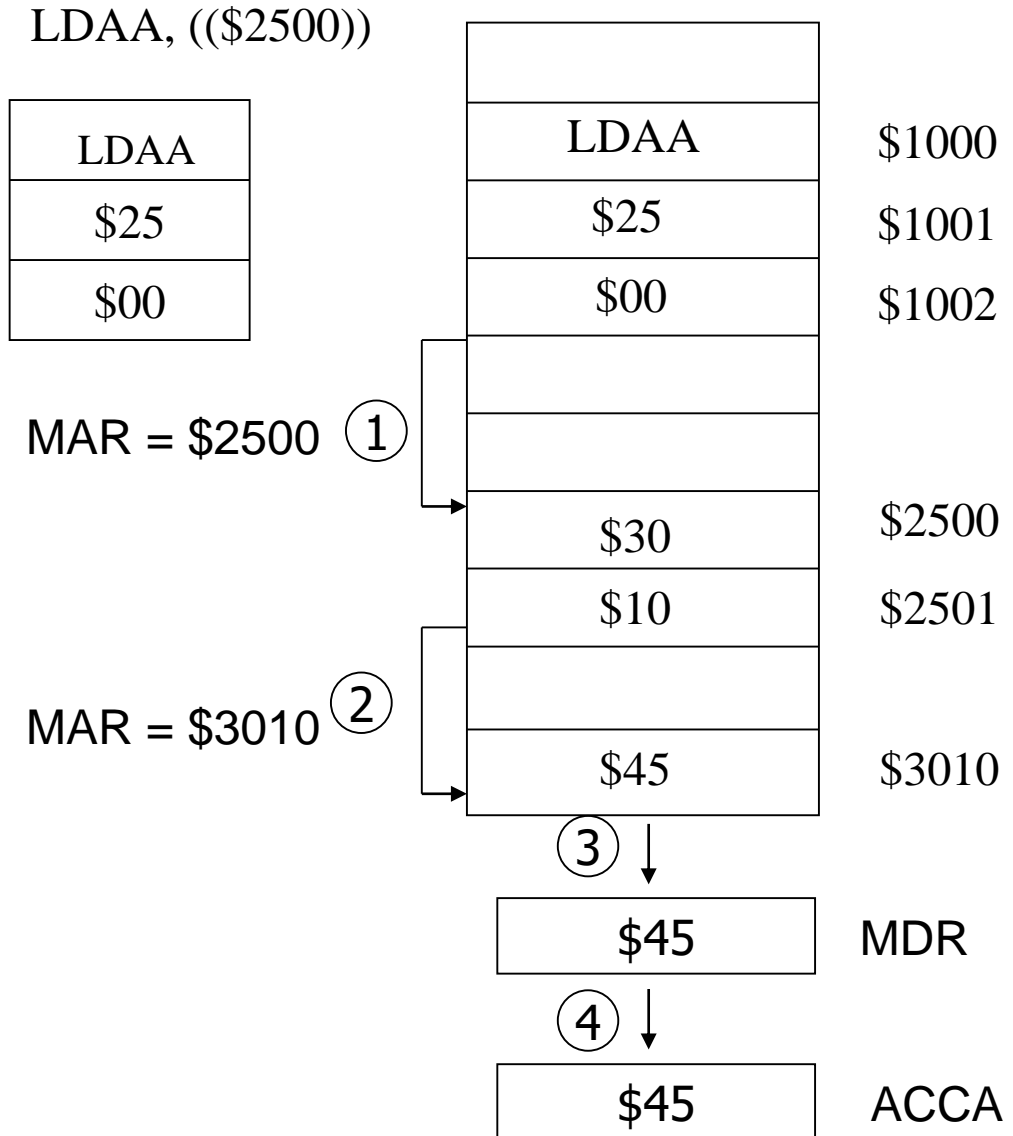 LDAA, (($2500))
LDAA
$25
$00
LDAA $1000
$25 $1001
$00 $1002
MAR = $2500 1
$30 $2500
$10 $2501
MAR = $3010 2
$45 $3010
3
$45 MDR
4
$45 ACCA